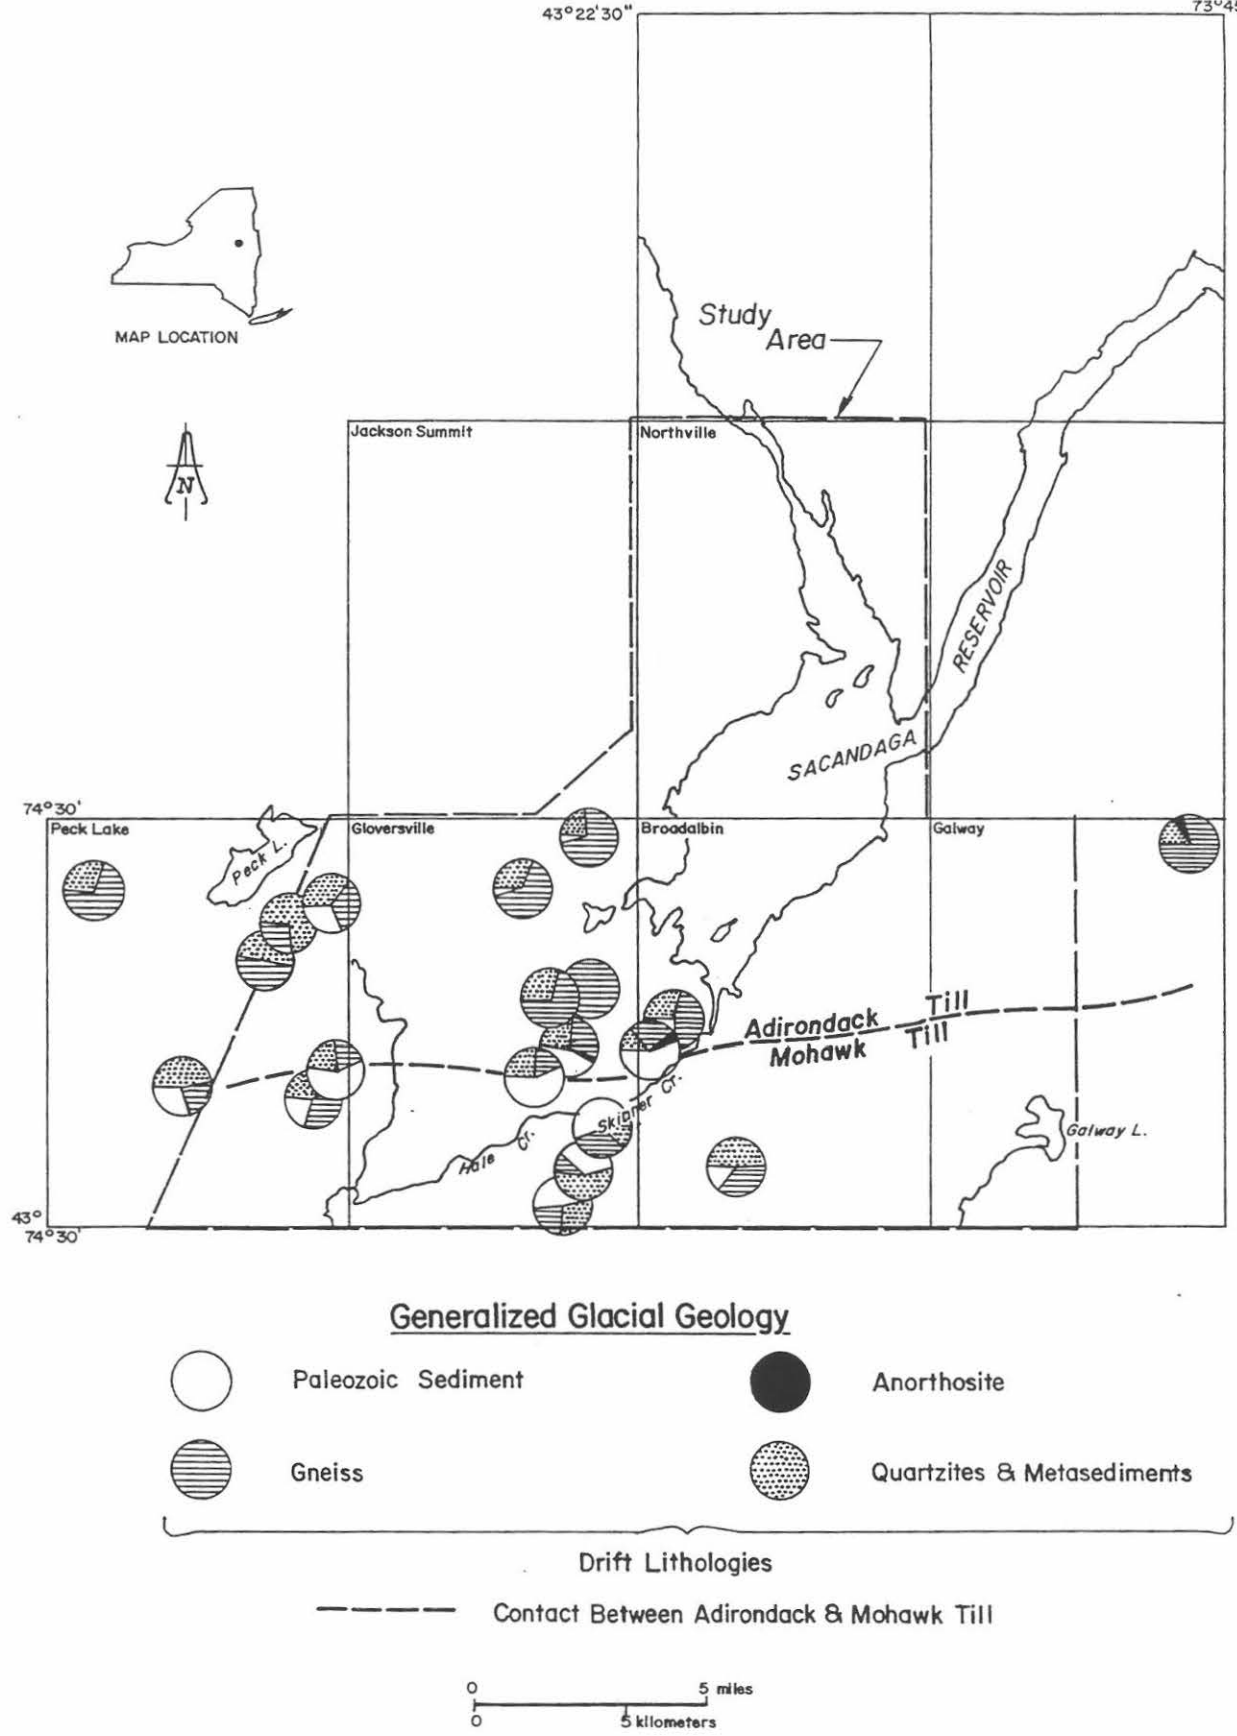 43°22'30"
73°45
MAP LOCATION
Study
Area
N
Jackson Summit
Northville
RESERVOIR
SACANDAGA
74°30'
Peck Lake
Gloversville
Broadalbin
Galway
Peck L.
Adirondack Till
Mohawk Till
Skinner Cr.
Hale Cr.
Galway L.
43°
74°30'
Generalized Glacial Geology
Paleozoic Sediment
Anorthosite
Gneiss
Quartzites & Metasediments
Drift Lithologies
Contact Between Adirondack & Mohawk Till
0 5 miles
0 5 kilometers